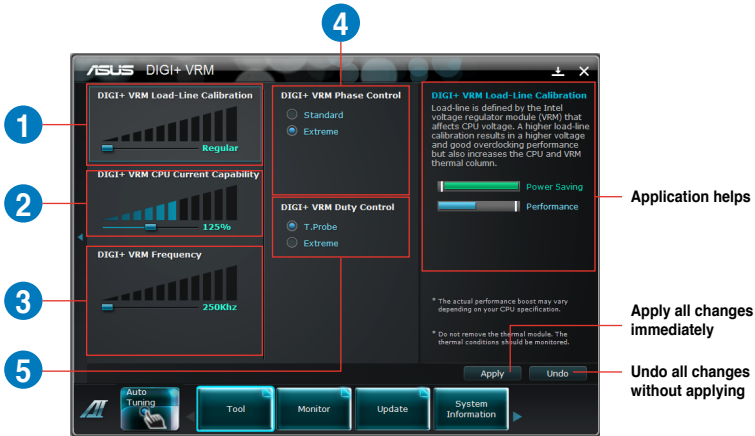 4
ASUS DIGI+ VRM
1
DIGI+ VRM Load-Line Calibration
Regular
2
DIGI+ VRM CPU Current Capability
125%
3
DIGI+ VRM Frequency
250Khz
DIGI+ VRM Phase Control
Standard
Extreme
DIGI+ VRM Duty Control
T.Probe
Extreme
5
DIGI+ VRM Load-Line Calibration
Load-line is defined by the Intel
voltage regulator module (VRM) that
affects CPU voltage. A higher load-line
calibration results in a higher voltage
and good overclocking performance
but also increases the CPU and VRM
thermal column.
Power Saving
Performance
* The actual performance boost may vary
depending on your CPU specification.
* Do not remove the thermal module. The
thermal conditions should be monitored.
Apply
Undo
Application helps
Apply all changes
immediately
Undo all changes
without applying
AI
Auto
Tuning
Tool
Monitor
Update
System
Information